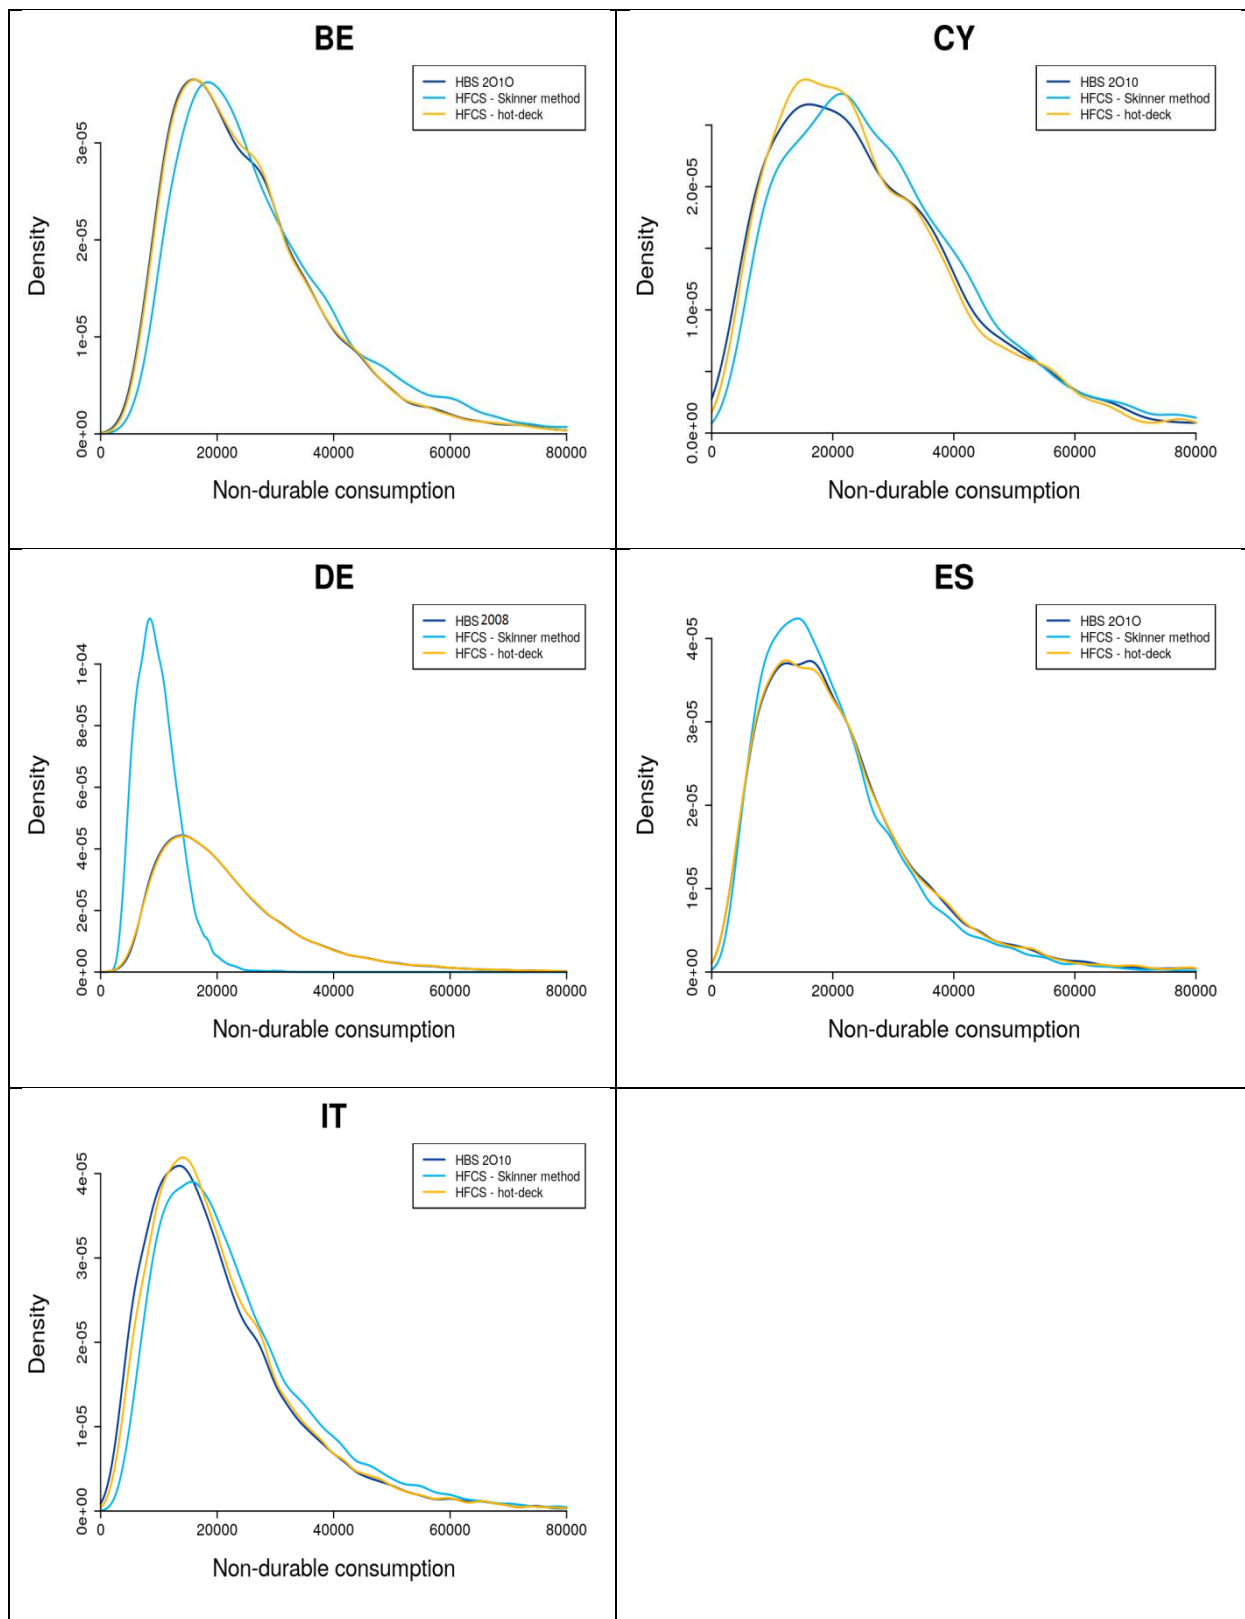 BE
HBS 2010
HFCS - Skinner method
HFCS - hot-deck
Density
0e+00
1e-05
2e-05
3e-05
0
20000
40000
60000
80000
Non-durable consumption
CY
HBS 2010
HFCS - Skinner method
HFCS - hot-deck
Density
0.0e+00
1.0e-05
2.0e-05
0
20000
40000
60000
80000
Non-durable consumption
DE
HBS 2008
HFCS - Skinner method
HFCS - hot-deck
Density
0e+00
2e-05
4e-05
6e-05
8e-05
1e-04
0
20000
40000
60000
80000
Non-durable consumption
ES
HBS 2010
HFCS - Skinner method
HFCS - hot-deck
Density
0e+00
1e-05
2e-05
3e-05
4e-05
0
20000
40000
60000
80000
Non-durable consumption
IT
HBS 2010
HFCS - Skinner method
HFCS - hot-deck
Density
0e+00
1e-05
2e-05
3e-05
4e-05
0
20000
40000
60000
80000
Non-durable consumption